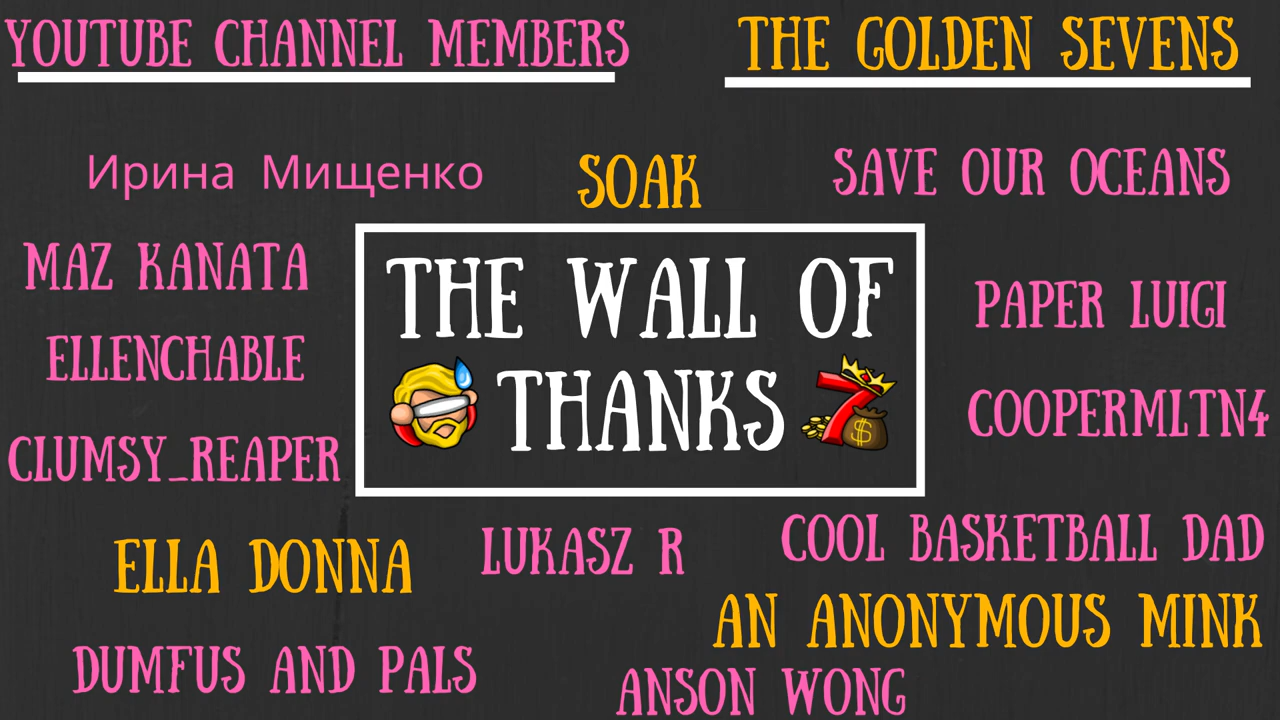 YOUTUBE CHANNEL MEMBERS
THE GOLDEN SEVENS
Ирина Мищенко
SOAK
SAVE OUR OCEANS
MAZ KANATA
THE WALL OF
THANKS
7
$
PAPER LUIGI
ELLENCHABLE
COOPERMLTN4
CLUMSY_REAPER
ELLA DONNA
LUKASZ R
COOL BASKETBALL DAD
AN ANONYMOUS MINK
DUMFUS AND PALS
ANSON WONG